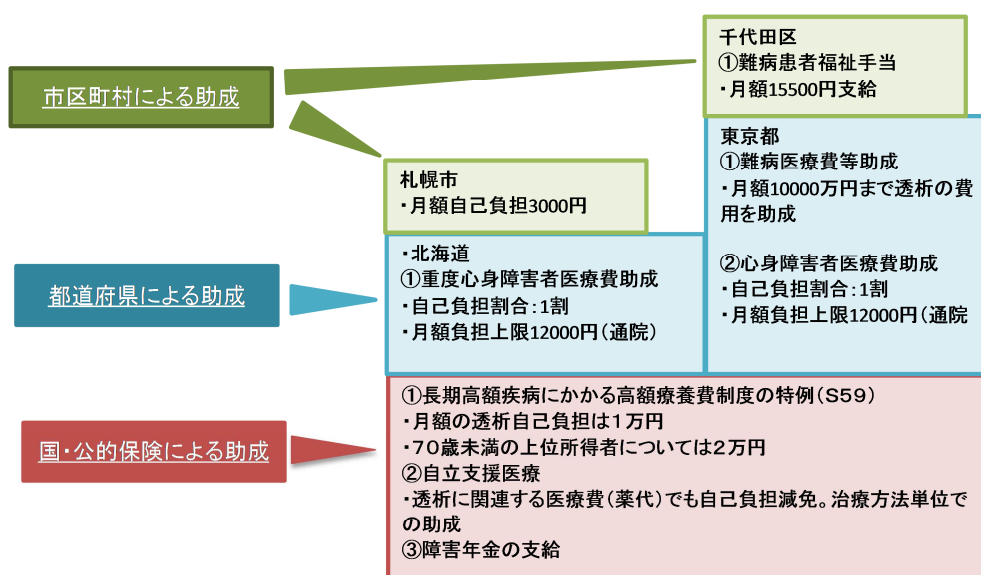 市区町村による助成
千代田区
①難病患者福祉手当
・月額15500円支給
札幌市
・月額自己負担3000円
東京都
①難病医療費等助成
・月額10000万円まで透析の費
用を助成
②心身障害者医療費助成
・自己負担割合：1割
・月額負担上限12000円（通院
都道府県による助成
・北海道
①重度心身障害者医療費助成
・自己負担割合：1割
・月額負担上限12000円（通院）
国・公的保険による助成
①長期高額疾病にかかる高額療養費制度の特例（S59）
・月額の透析自己負担は１万円
・７０歳未満の上位所得者については２万円
②自立支援医療
・透析に関連する医療費（薬代）でも自己負担減免。治療方法単位で
の助成
③障害年金の支給